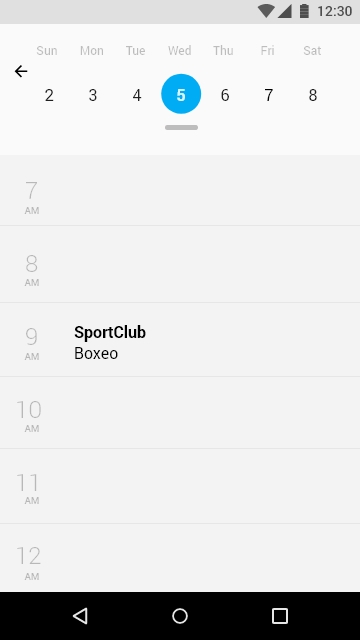 12:30
Sun Mon Tue Wed Thu Fri Sat
2 3 4 5 6 7 8
7
AM
8
AM
9
AM
SportClub
Boxeo
10
AM
11
AM
12
AM